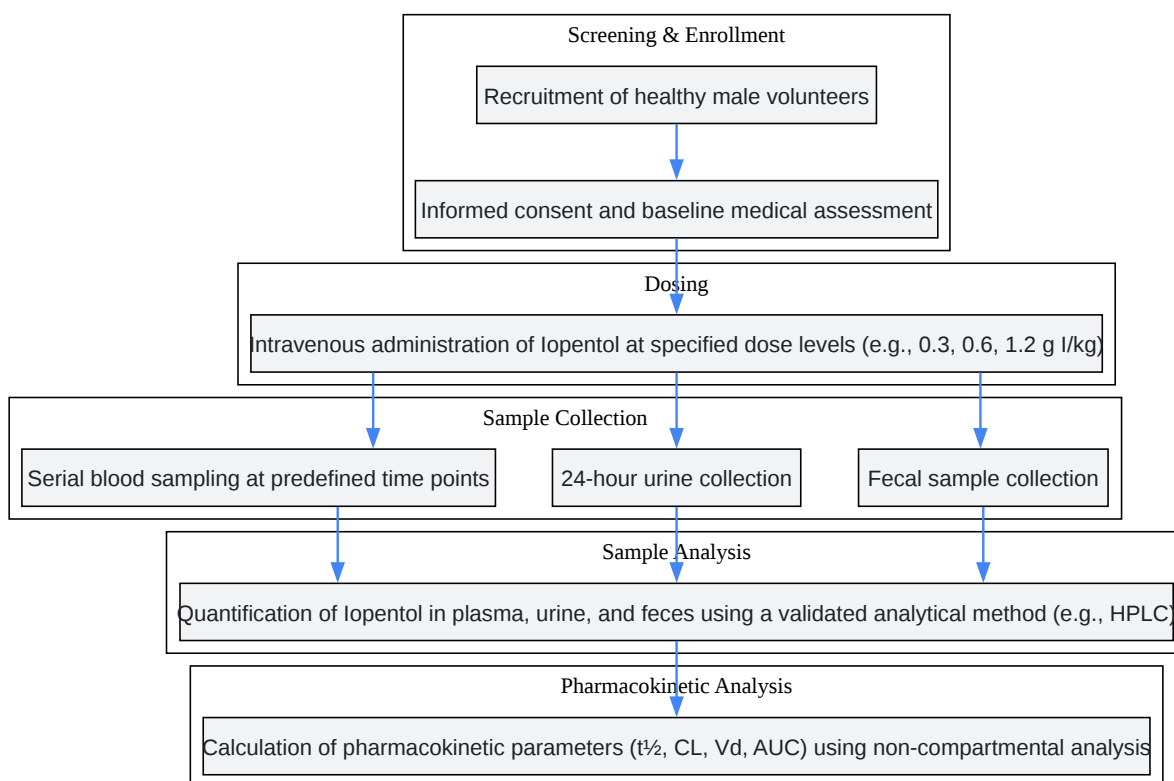 Screening & Enrollment
Recruitment of healthy male volunteers
Informed consent and baseline medical assessment
Dosing
Intravenous administration of Iopentol at specified dose levels (e.g., 0.3, 0.6, 1.2 g I/kg)
Sample Collection
Serial blood sampling at predefined time points
24-hour urine collection
Fecal sample collection
Sample Analysis
Quantification of Iopentol in plasma, urine, and feces using a validated analytical method (e.g., HPLC)
Pharmacokinetic Analysis
Calculation of pharmacokinetic parameters (t½, CL, Vd, AUC) using non-compartmental analysis